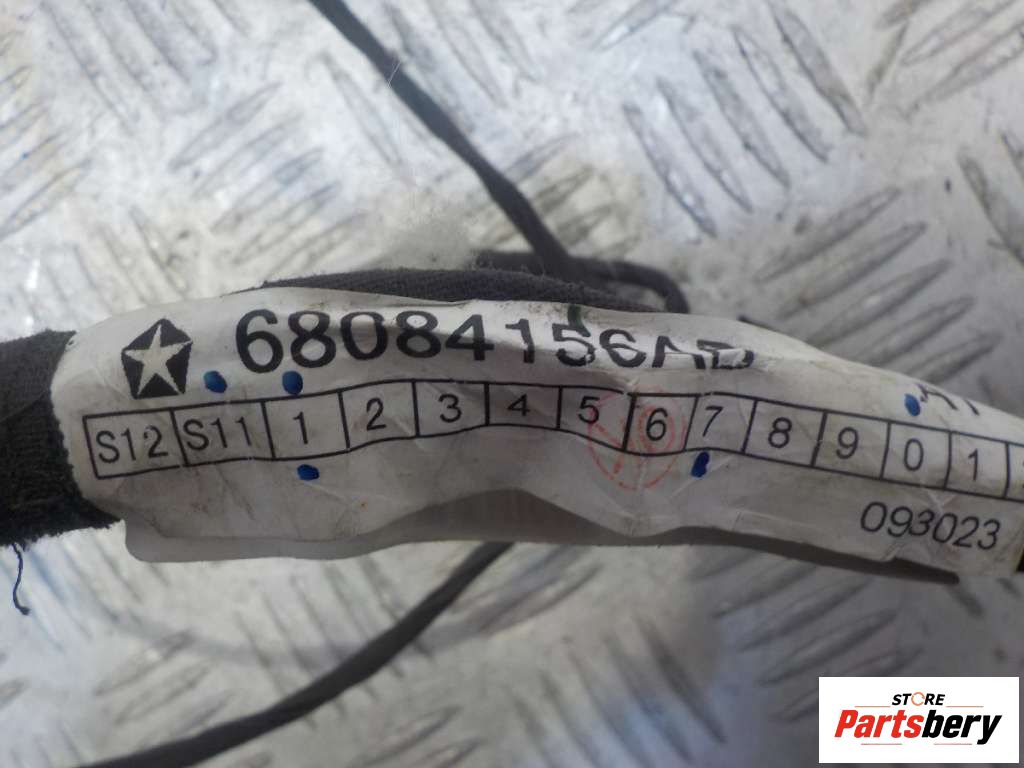 68084156AD
S12 S11 1 2 3 4 5 6 7 8 9 0 1
093023
STORE
Partsbery